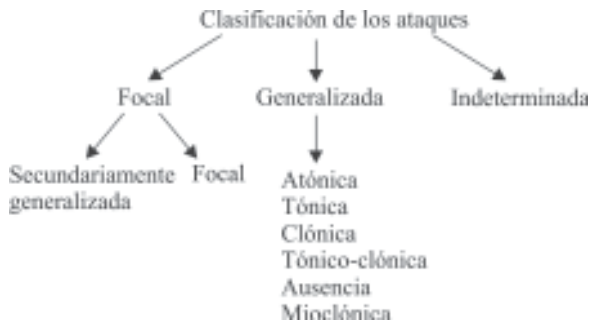 Clasificación de los ataques
Focal Generalizada Indeterminada
Secundariamente Focal
generalizada
Atónica
Tónica
Clónica
Tónico-clónica
Ausencia
Mioclónica